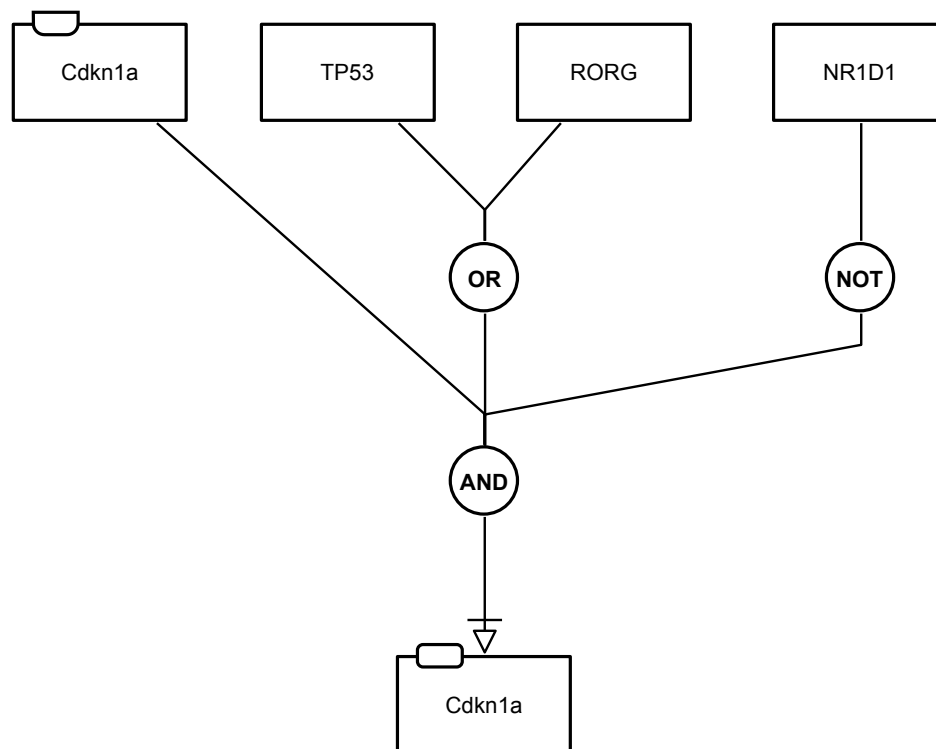 Cdkn1a
TP53
RORG
NR1D1
OR
NOT
AND
Cdkn1a